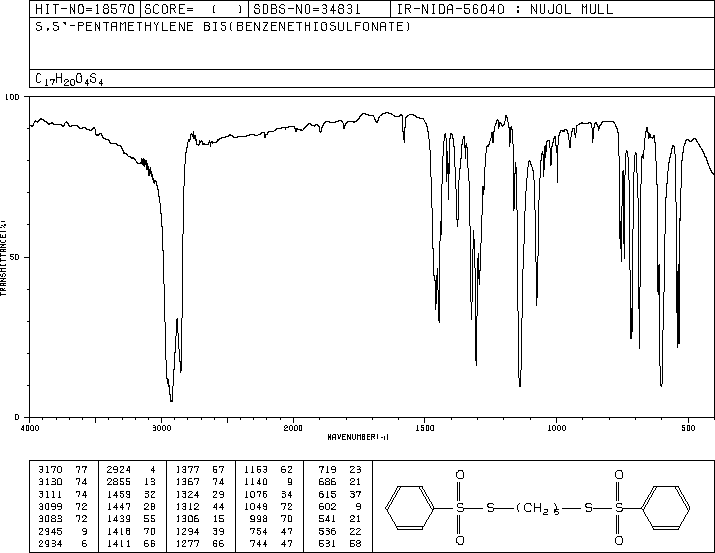 HIT-NO=18570 SCORE= ( ) SDBS-NO=34831 IR-NIDA-56040 : NUJOL MULL
S,S'-PENTAMETHYLENE BIS(BENZENETHIOSULFONATE)
C17H20O4S4
100
50
0
TRANSMITTANCE(%)
4000 3000 2000 1500 1000 500
WAVENUMBER(-1)
3170 77 2924 4 1377 57 1163 62 719 23
3130 74 2855 13 1367 74 1140 9 686 21
3111 74 1459 32 1324 29 1076 34 615 37
3099 72 1447 28 1312 44 1049 72 602 9
3083 72 1439 55 1306 15 998 70 541 21
2945 9 1418 70 1294 39 754 47 536 22
2934 6 1411 66 1277 66 744 47 531 68
O O
S S (CH2)5 S S
O O